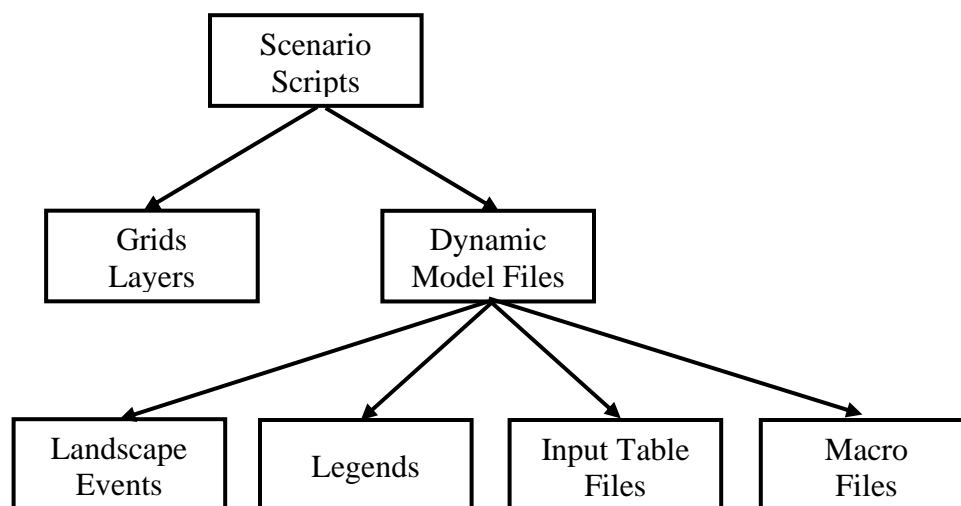 Scenario
Scripts
Grids
Layers
Dynamic
Model Files
Landscape
Events
Legends
Input Table
Files
Macro
Files